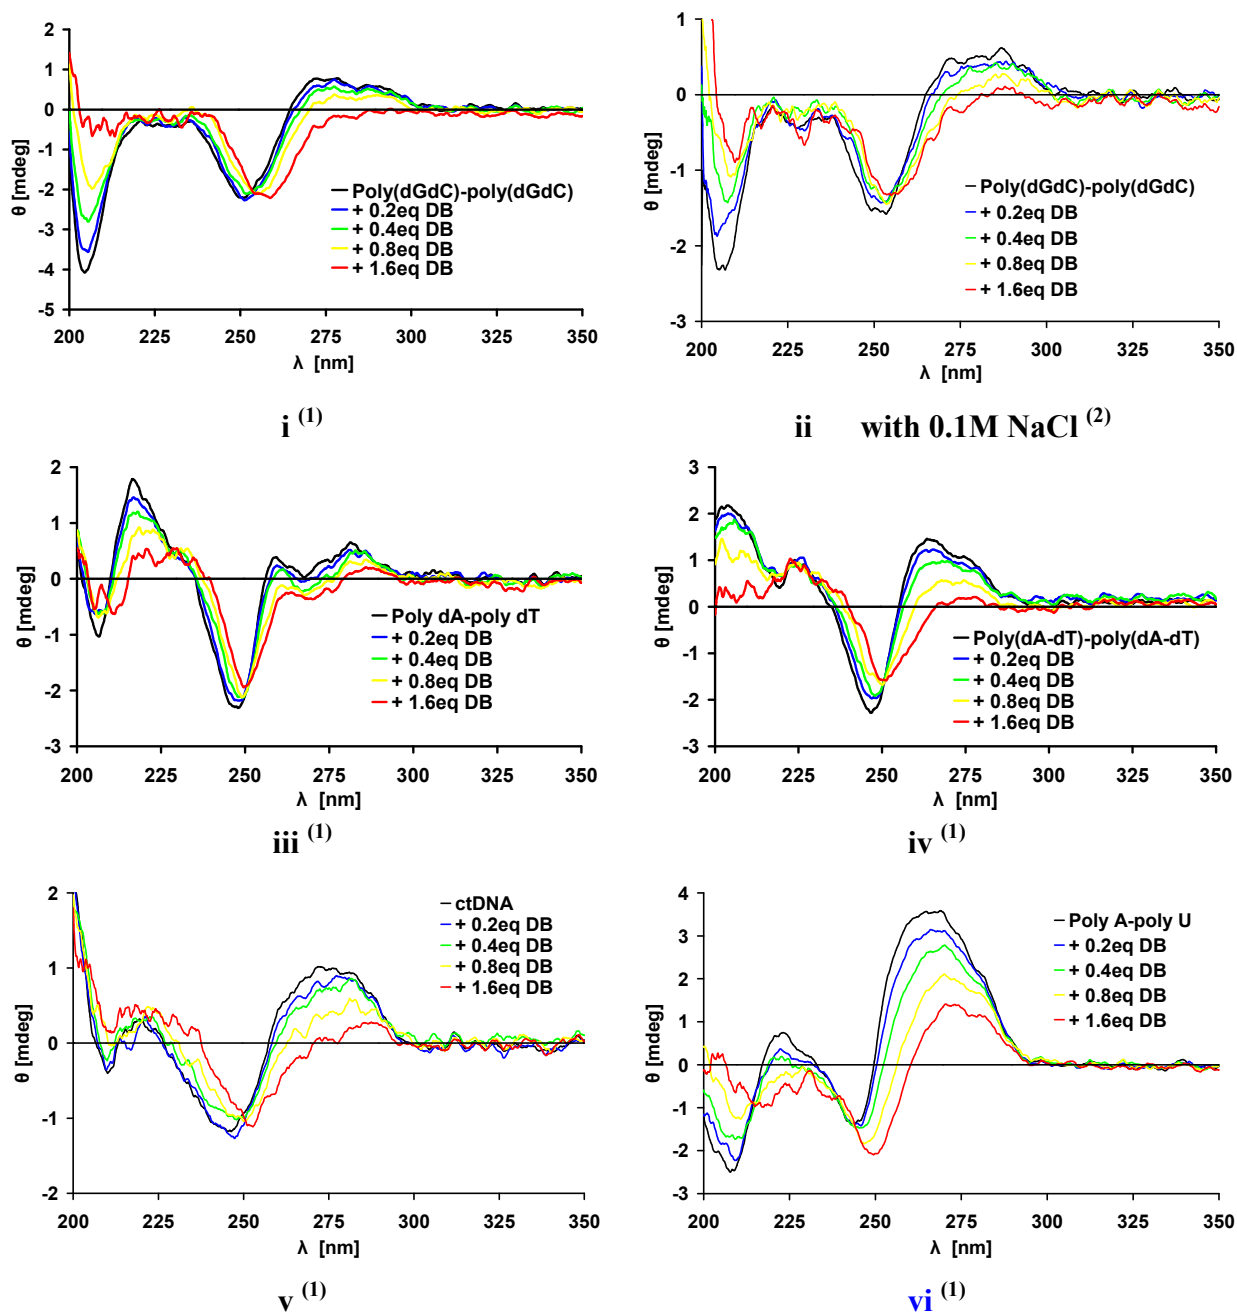 2
1
0
-1
-2
-3
-4
-5
θ [mdeg]
Poly(dGdC)-poly(dGdC)
+ 0.2eq DB
+ 0.4eq DB
+ 0.8eq DB
+ 1.6eq DB
200 225 250 275 300 325 350
λ [nm]
i (1)
1
0
-1
-2
-3
θ [mdeg]
Poly(dGdC)-poly(dGdC)
+ 0.2eq DB
+ 0.4eq DB
+ 0.8eq DB
+ 1.6eq DB
200 225 250 275 300 325 350
λ [nm]
ii with 0.1M NaCl (2)
2
1
0
-1
-2
-3
θ [mdeg]
Poly dA-poly dT
+ 0.2eq DB
+ 0.4eq DB
+ 0.8eq DB
+ 1.6eq DB
200 225 250 275 300 325 350
λ [nm]
iii (1)
3
2
1
0
-1
-2
-3
θ [mdeg]
Poly(dA-dT)-poly(dA-dT)
+ 0.2eq DB
+ 0.4eq DB
+ 0.8eq DB
+ 1.6eq DB
200 225 250 275 300 325 350
λ [nm]
iv (1)
2
1
0
-1
2
θ [mdeg]
ctDNA
+ 0.2eq DB
+ 0.4eq DB
+ 0.8eq DB
+ 1.6eq DB
200 225 250 275 300 325 350
λ [nm]
v (1)
4
3
2
1
0
-1
-2
-3
θ [mdeg]
Poly A-poly U
+ 0.2eq DB
+ 0.4eq DB
+ 0.8eq DB
+ 1.6eq DB
200 225 250 275 300 325 350
λ [nm]
vi (1)